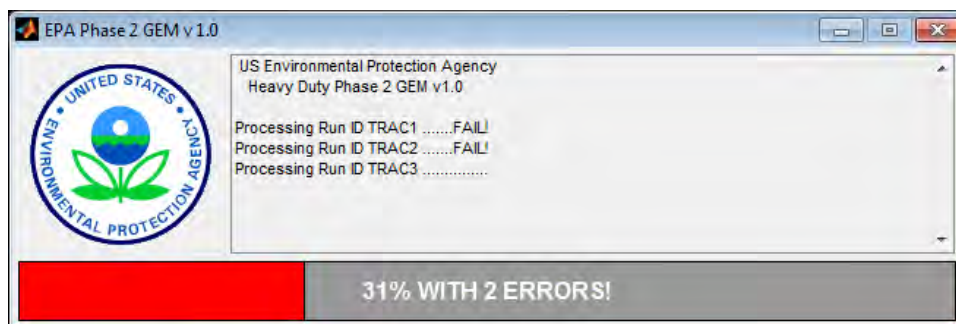 EPA Phase 2 GEM v 1.0
UNITED STATES
ENVIRONMENTAL PROTECTION AGENCY
US Environmental Protection Agency
Heavy Duty Phase 2 GEM v1.0
Processing Run ID TRAC1 .......FAIL!
Processing Run ID TRAC2 .......FAIL!
Processing Run ID TRAC3 ..............
31% WITH 2 ERRORS!